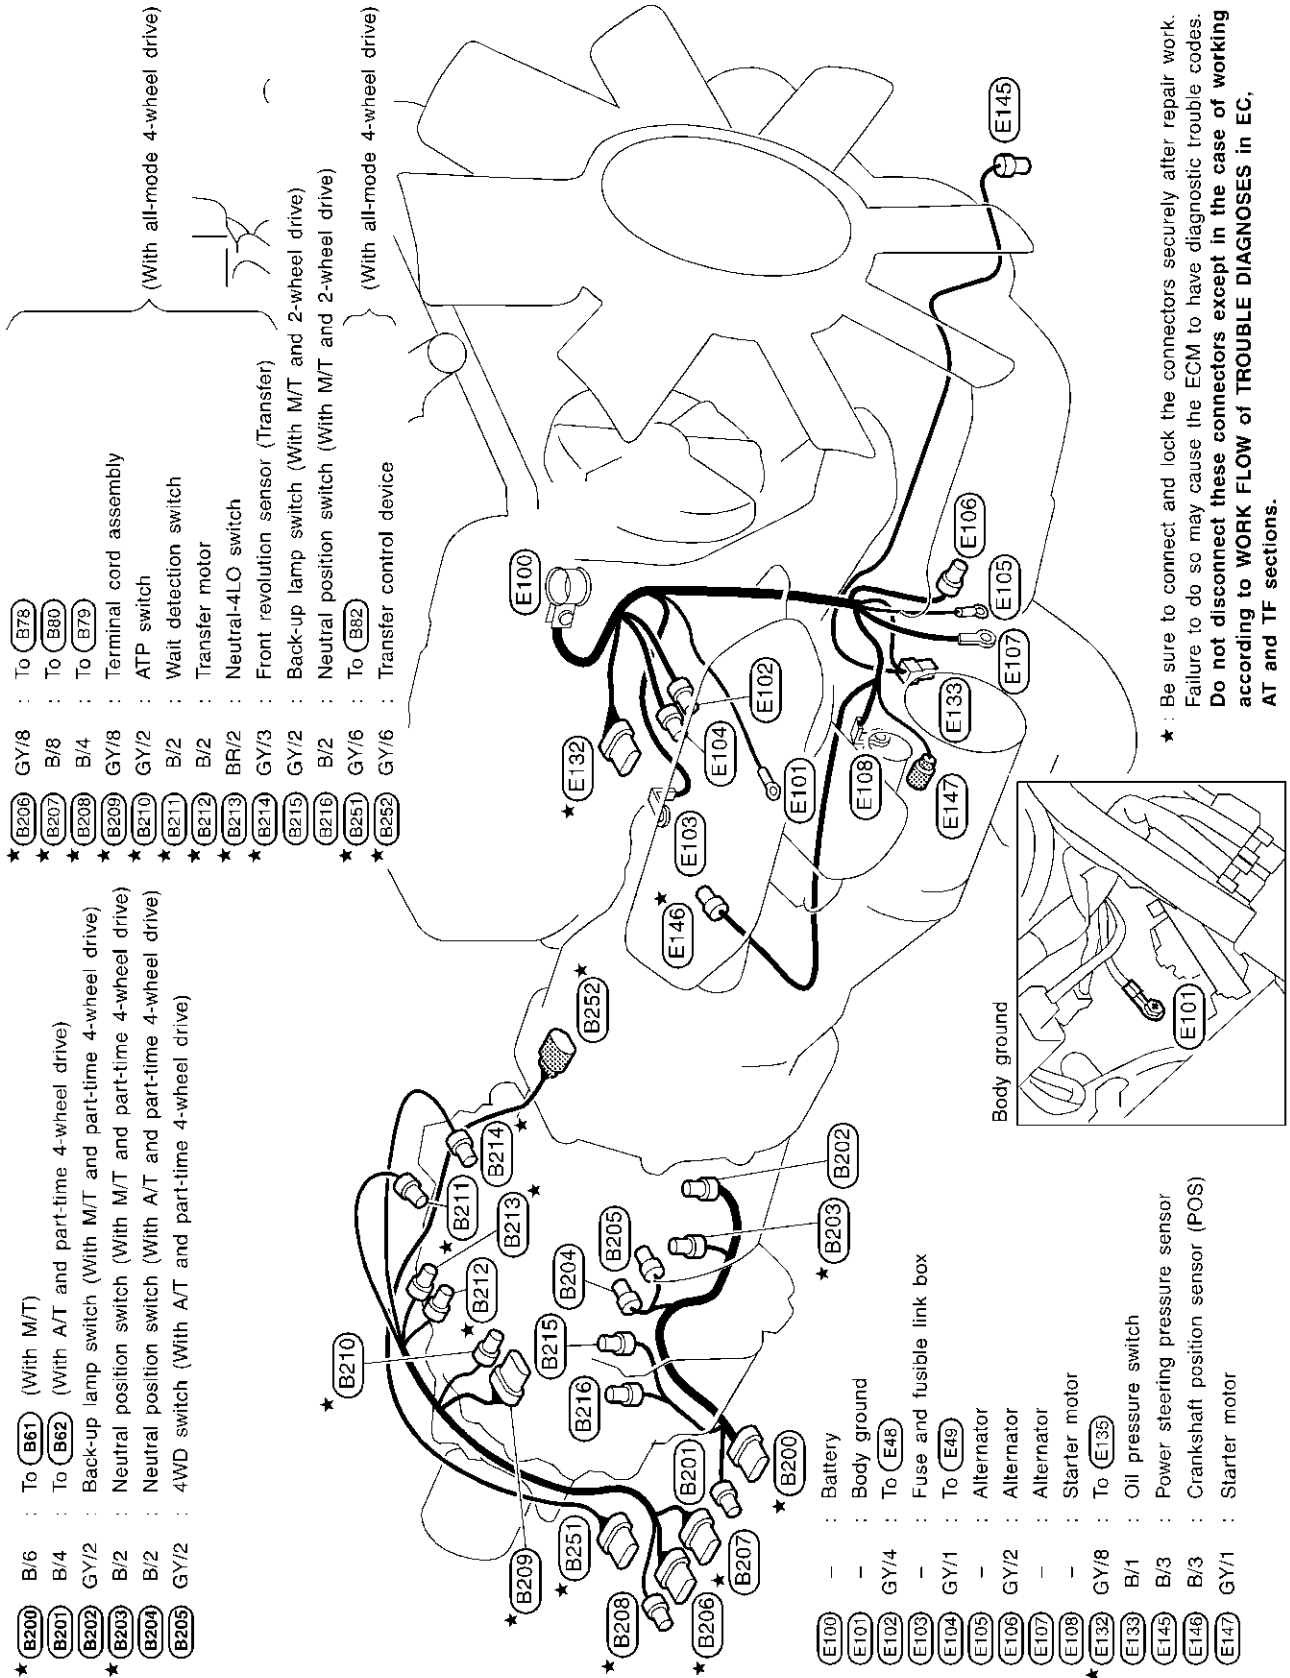 ★ B200 B/6 : To B61 (With M/T)
B201 B/4 : To B62 (With A/T and part-time 4-wheel drive)
B202 GY/2 : Back-up lamp switch (With M/T and part-time 4-wheel drive)
★ B203 B/2 : Neutral position switch (With M/T and part-time 4-wheel drive)
B204 B/2 : Neutral position switch (With A/T and part-time 4-wheel drive)
B205 GY/2 : 4WD switch (With A/T and part-time 4-wheel drive)
★ B206 GY/8 : To B78
★ B207 B/8 : To B80
★ B208 B/4 : To B79
★ B209 GY/8 : Terminal cord assembly
★ B210 GY/2 : ATP switch
★ B211 B/2 : Wait detection switch
★ B212 B/2 : Transfer motor
★ B213 BR/2 : Neutral-4LO switch
★ B214 GY/3 : Front revolution sensor (Transfer)
(With all-mode 4-wheel drive)
B215 GY/2 : Back-up lamp switch (With M/T and 2-wheel drive)
B216 B/2 : Neutral position switch (With M/T and 2-wheel drive)
★ B251 GY/6 : To B82
★ B252 GY/6 : Transfer control device
(With all-mode 4-wheel drive)
★ B210
B211 ★
B214 ★
B252 ★
B213 ★
B212 ★
B209 ★
B251 ★
★ B208
★ B206
B207 ★
B201
★ B200
B216
B215
B204
B205
★ B203
B202
E100
★ E132
E102
E104
E101
E103
★ E146
E108
E147
E133
E107
E105
E106
E145
Body ground
E101
E100 – : Battery
E101 – : Body ground
E102 GY/4 : To E48
E103 – : Fuse and fusible link box
E104 GY/1 : To E49
E105 – : Alternator
E106 GY/2 : Alternator
E107 – : Alternator
E108 – : Starter motor
★ E132 GY/8 : To E135
E133 B/1 : Oil pressure switch
E145 B/3 : Power steering pressure sensor
E146 B/3 : Crankshaft position sensor (POS)
E147 GY/1 : Starter motor
★ : Be sure to connect and lock the connectors securely after repair work.
Failure to do so may cause the ECM to have diagnostic trouble codes.
Do not disconnect these connectors except in the case of working
according to WORK FLOW of TROUBLE DIAGNOSES in EC,
AT and TF sections.